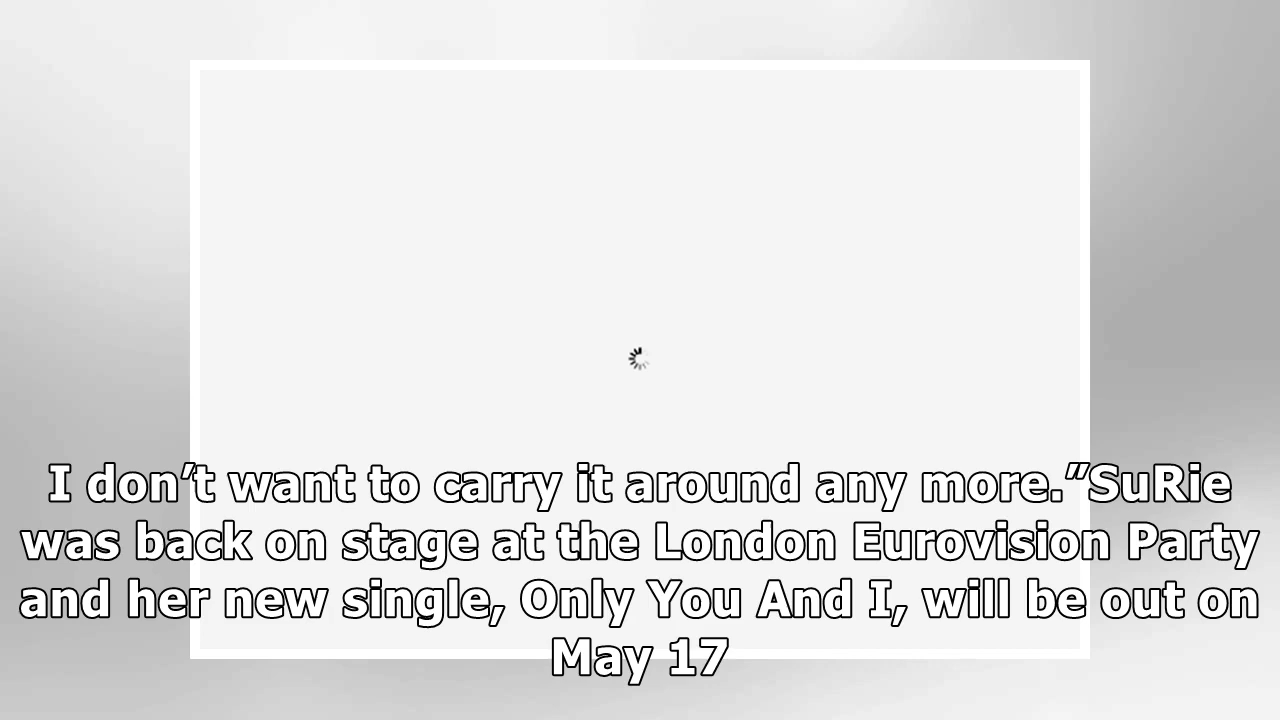 I don’t want to carry it around any more.”SuRie
was back on stage at the London Eurovision Party
and her new single, Only You And I, will be out on
May 17